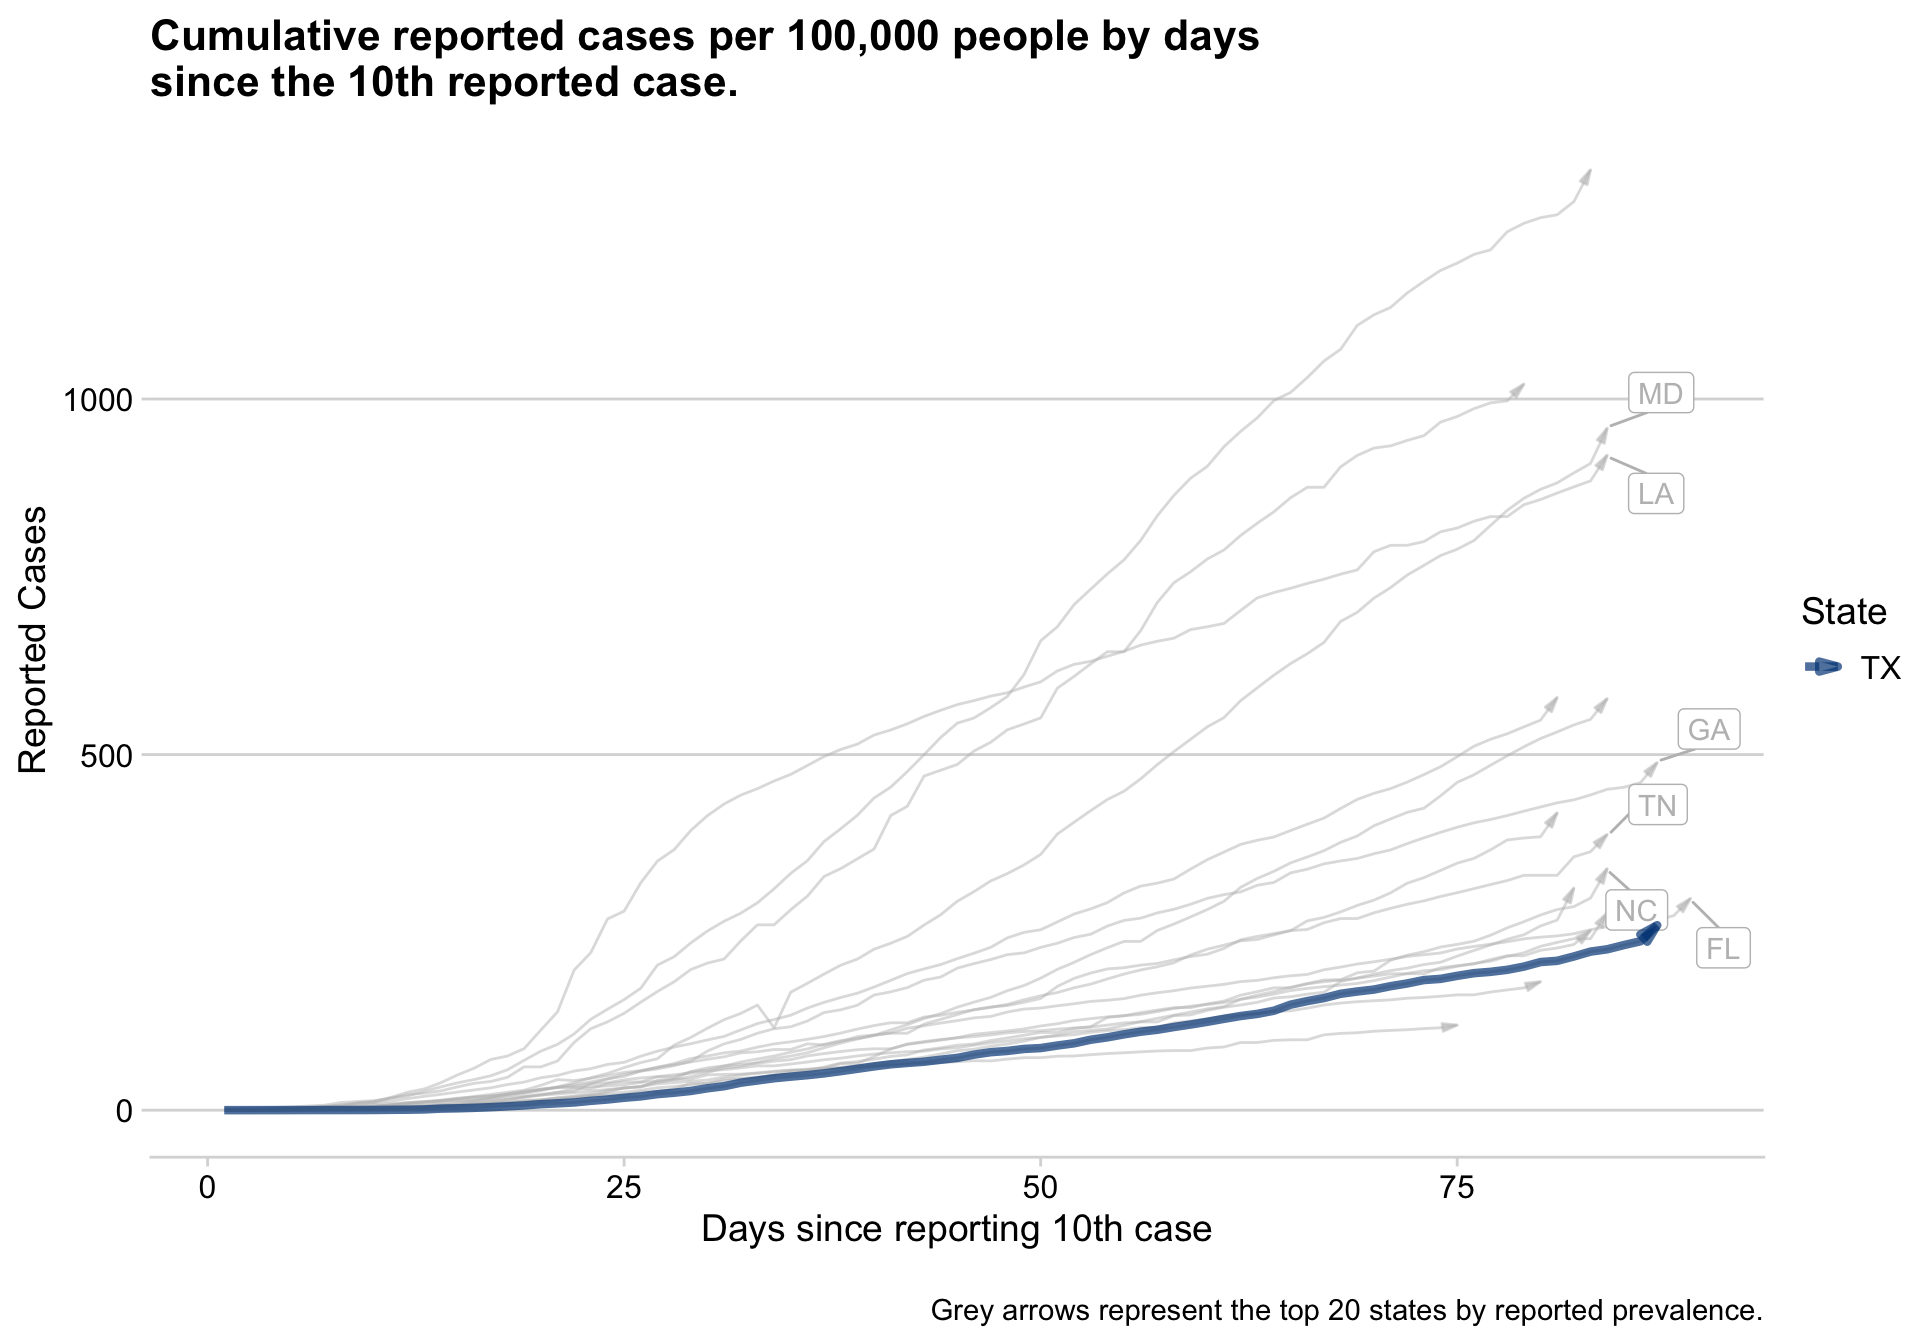 Cumulative reported cases per 100,000 people by days
since the 10th reported case.
1000
500
0
Reported Cases
MD
LA
GA
TN
NC
FL
State
TX
0
25
50
75
Days since reporting 10th case
Grey arrows represent the top 20 states by reported prevalence.